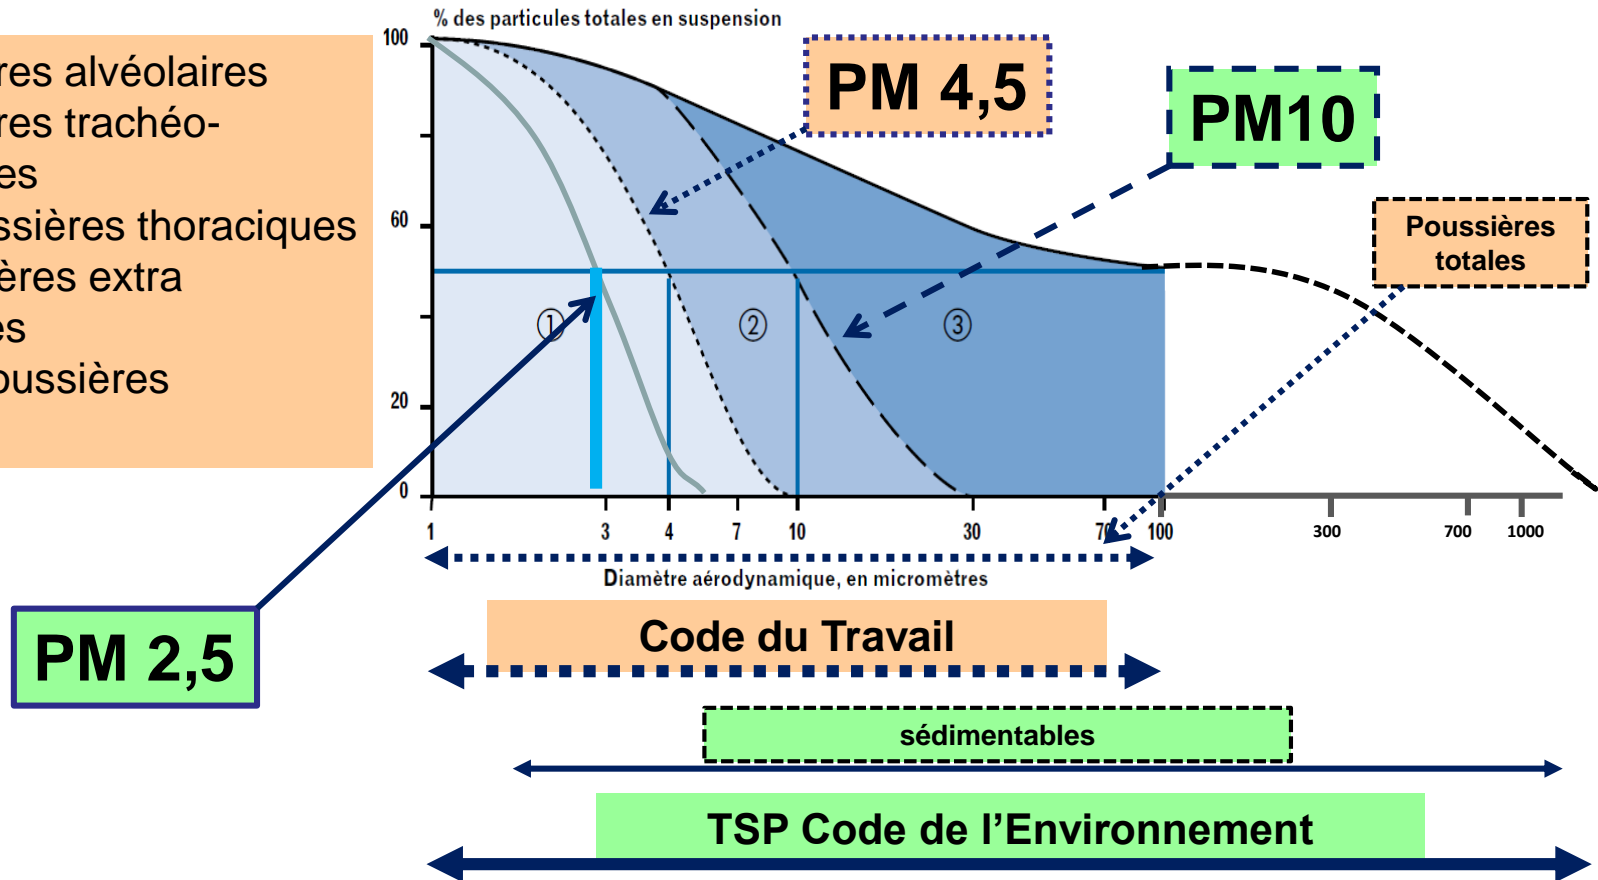 % des particules totales en suspension
100
60
20
0
res alvéolaires
res trachéo-
es
ssières thoraciques
ères extra
es
oussières
PM 4,5
PM10
Poussières
totales
①
②
③
1
3
4
7
10
30
70
100
300
700
1000
Diamètre aérodynamique, en micromètres
PM 2,5
Code du Travail
sédimentables
TSP Code de l’Environnement